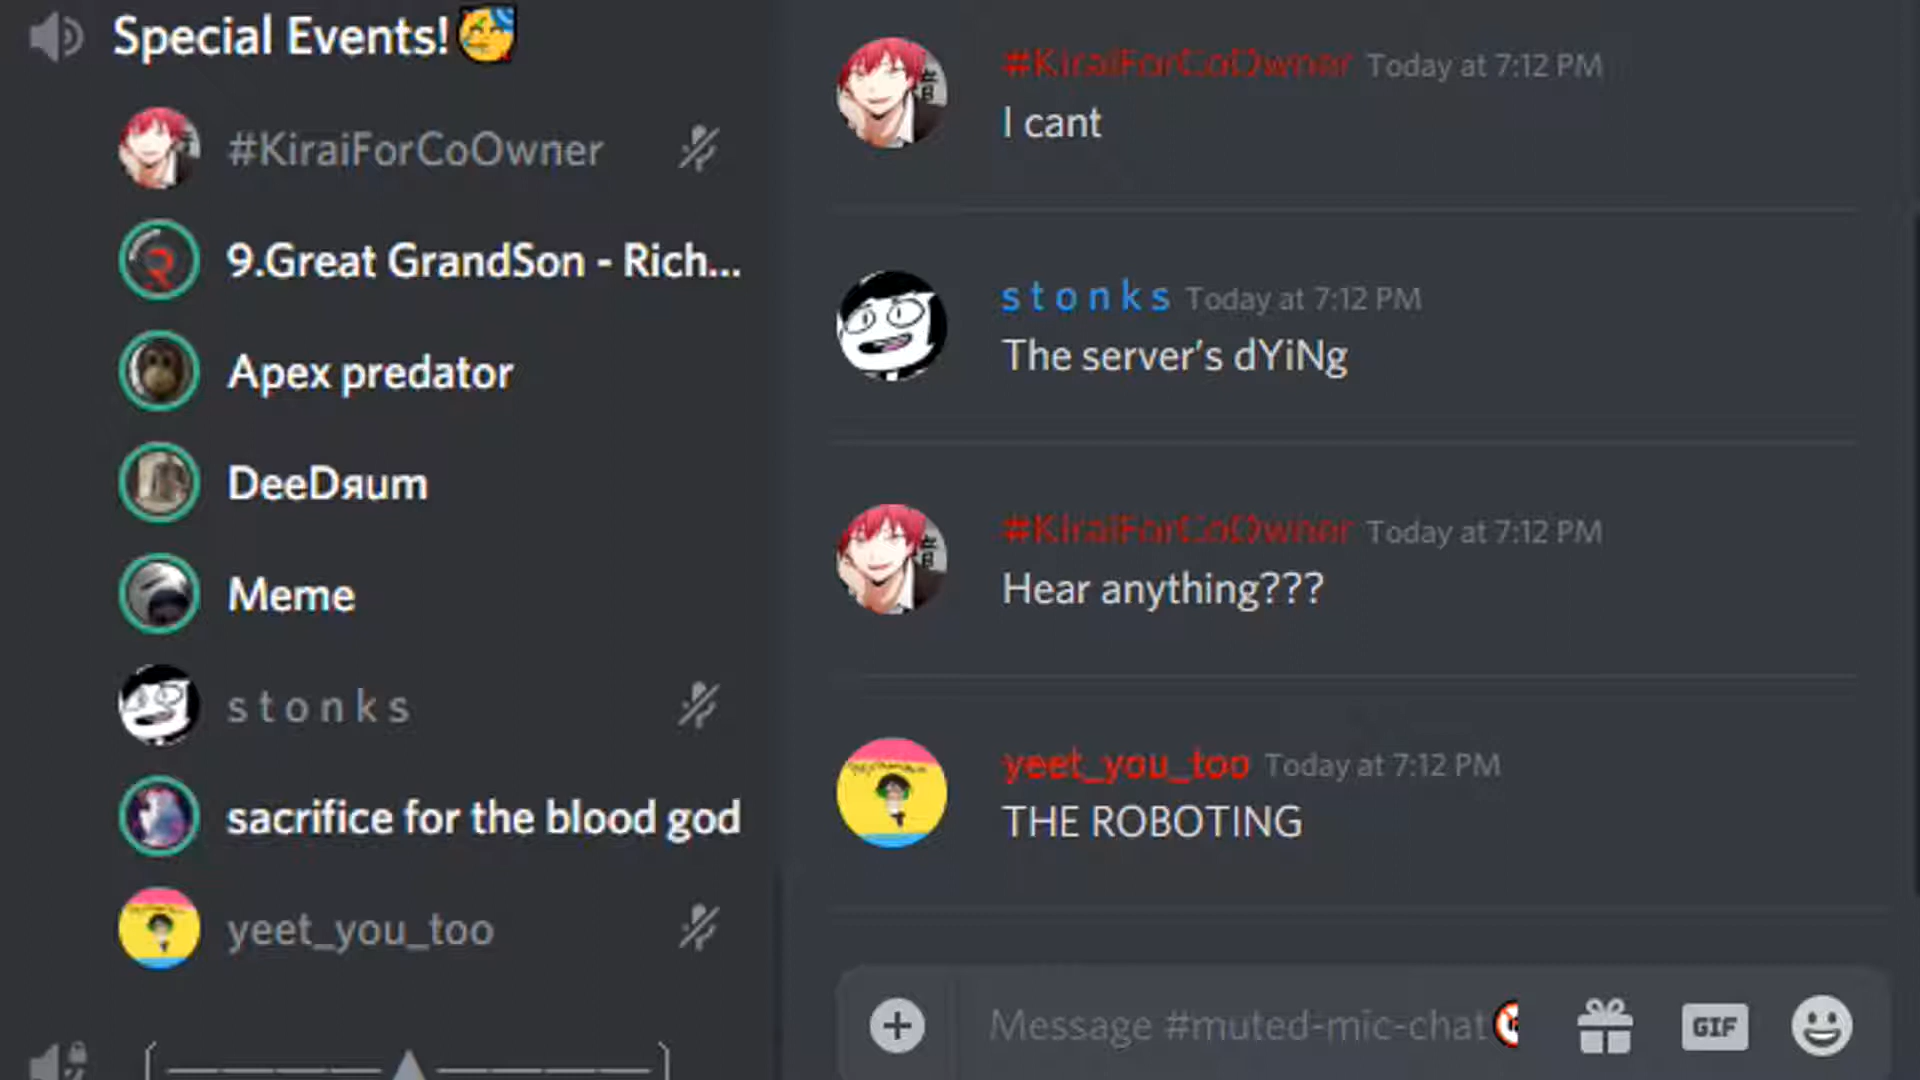 Special Events!🥳
#KiraiForCoOwner
9.Great GrandSon - Rich...
Apex predator
DeeDяum
Meme
s t o n k s
sacrifice for the blood god
yeet_you_too
#KiraiForCoOwner Today at 7:12 PM
I cant
s t o n k s Today at 7:12 PM
The server's dYiNg
#KiraiForCoOwner Today at 7:12 PM
Hear anything???
yeet_you_too Today at 7:12 PM
THE ROBOTING
Message #muted-mic-chat
GIF